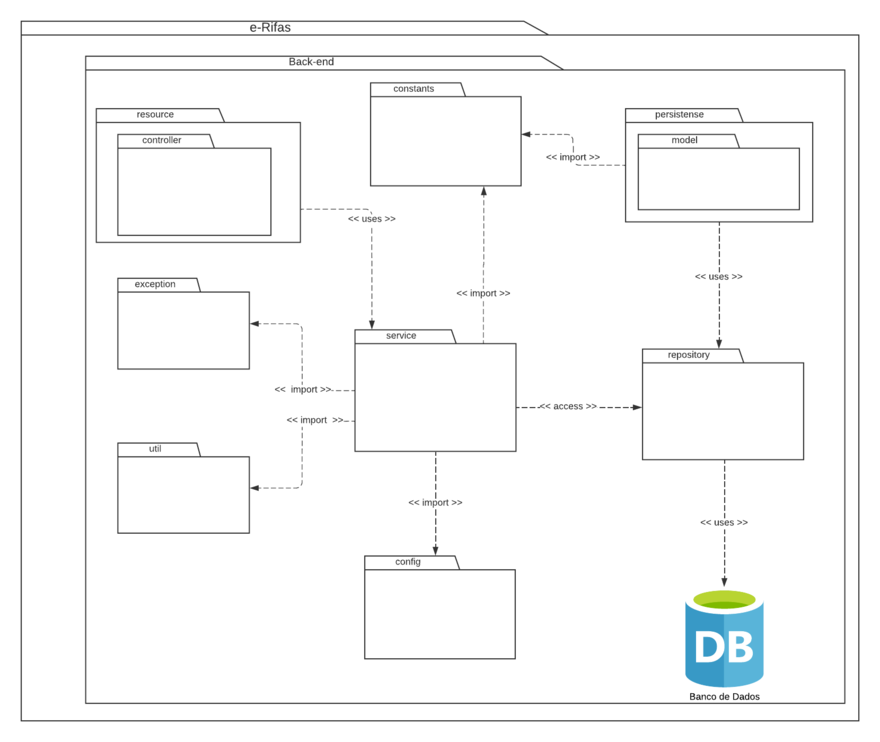 e-Rifas
Back-end
constants
resource
persistense
controller
model
<< import >>
<< uses >>
<< uses >>
exception
<< import >>
service
repository
<<  import >>
<< access >>
<< import  >>
util
<< import >>
<< uses >>
config
DB
Banco de Dados